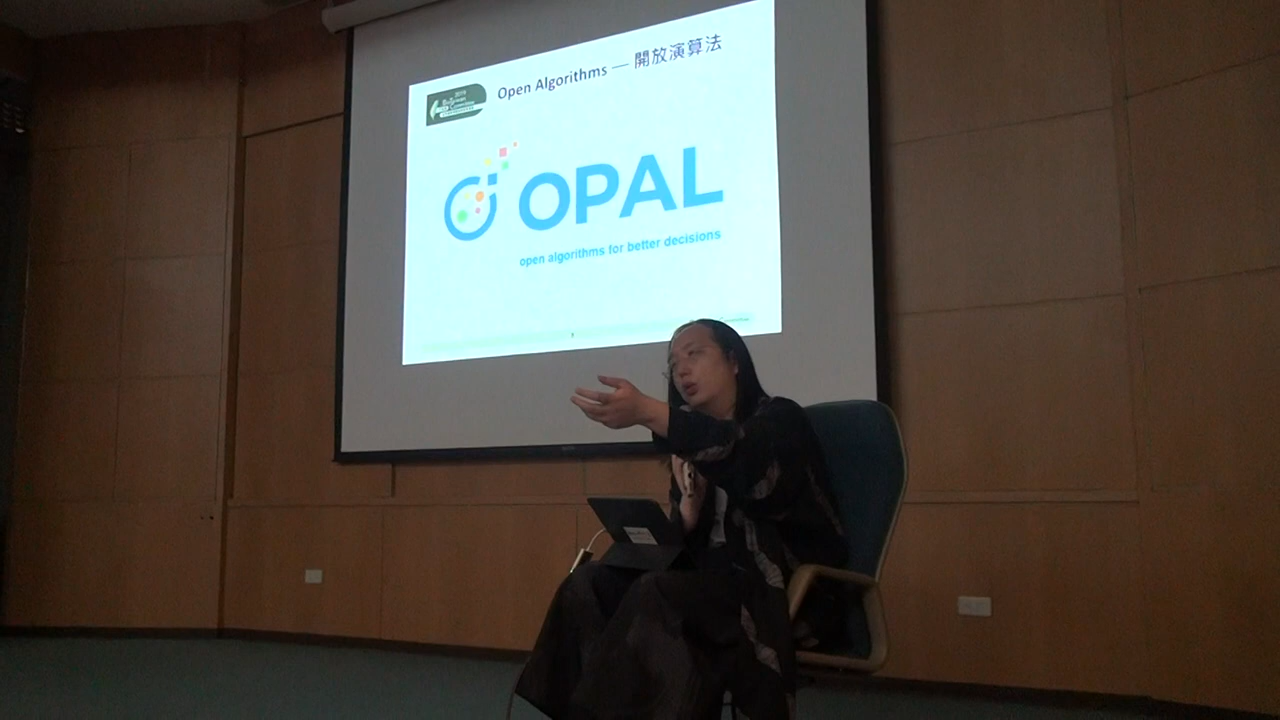 Open Algorithms — 開放演算法
OPAL
open algorithms for better decisions